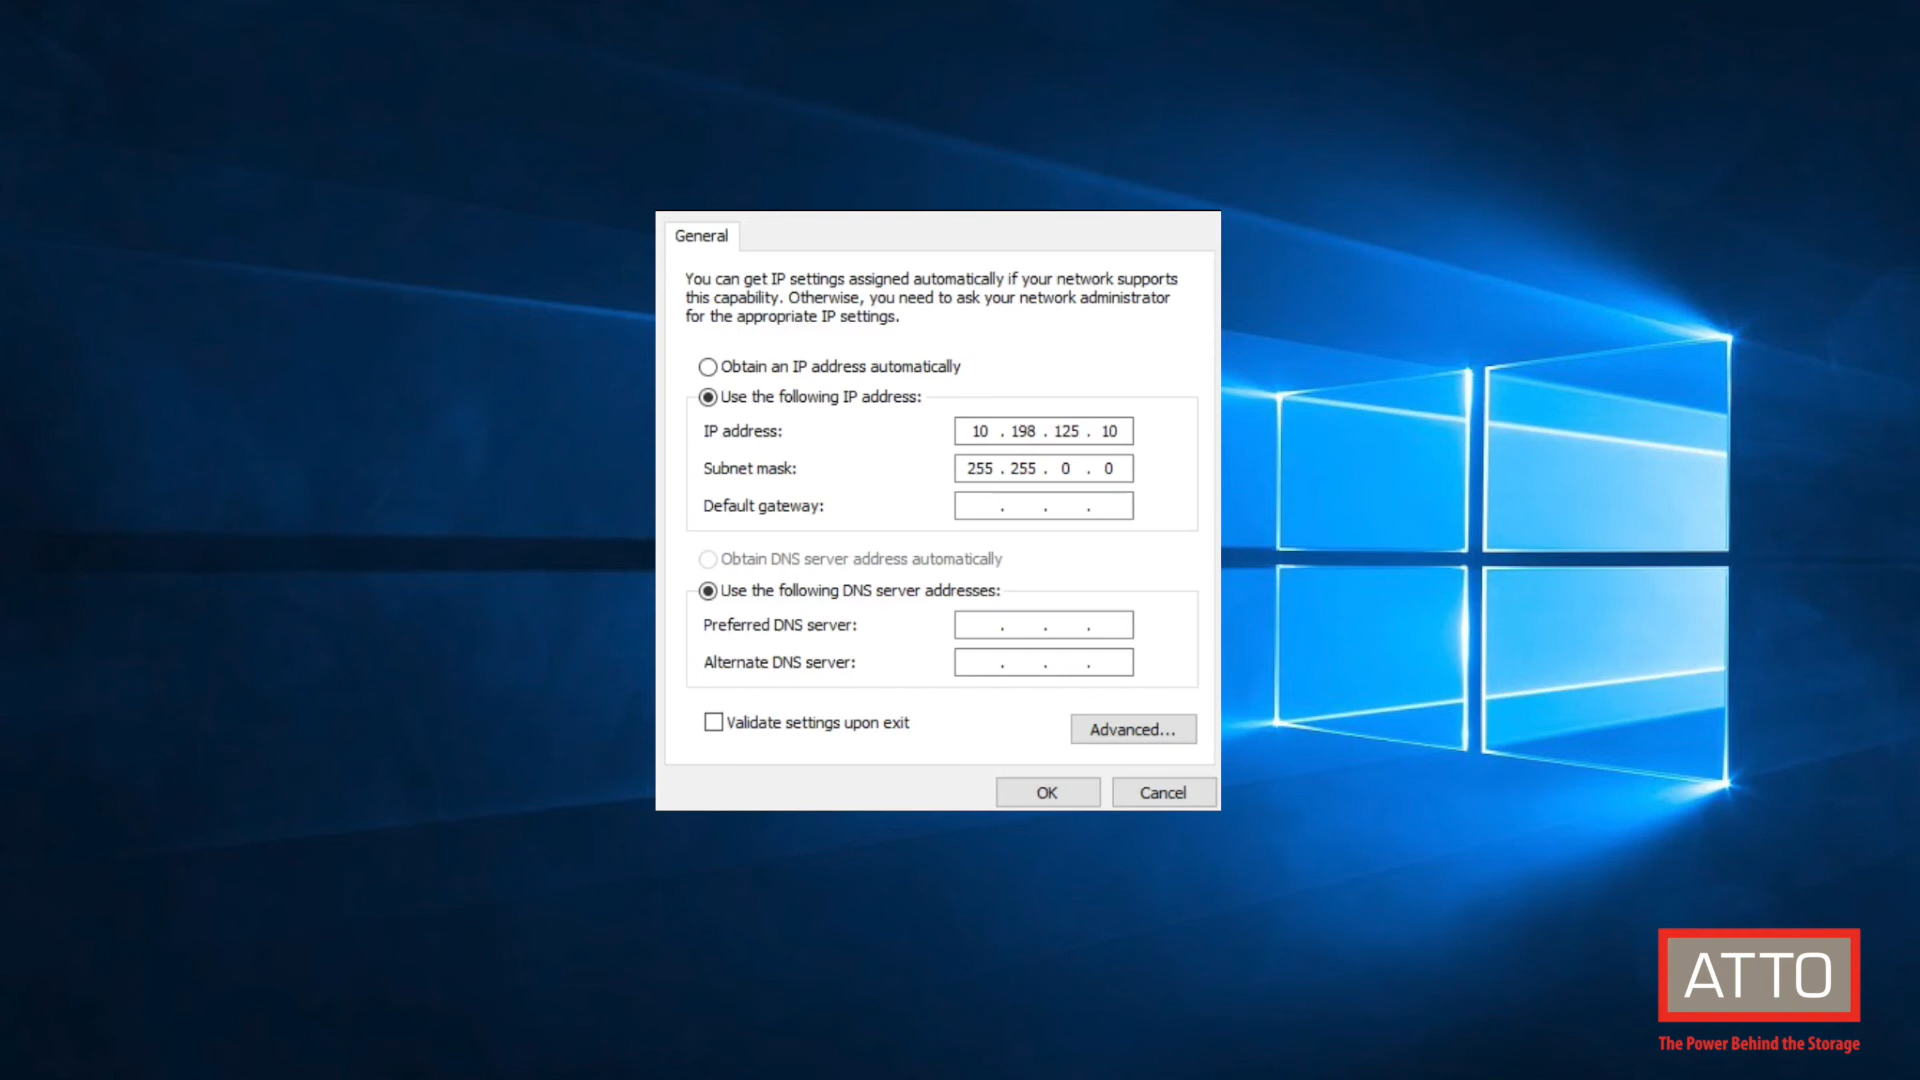 General
You can get IP settings assigned automatically if your network supports
this capability. Otherwise, you need to ask your network administrator
for the appropriate IP settings.
Obtain an IP address automatically
Use the following IP address:
IP address: 10 . 198 . 125 . 10
Subnet mask: 255 . 255 . 0 . 0
Default gateway: . . .
Obtain DNS server address automatically
Use the following DNS server addresses:
Preferred DNS server: . . .
Alternate DNS server: . . .
Validate settings upon exit
Advanced...
OK Cancel
ATTO
The Power Behind the Storage